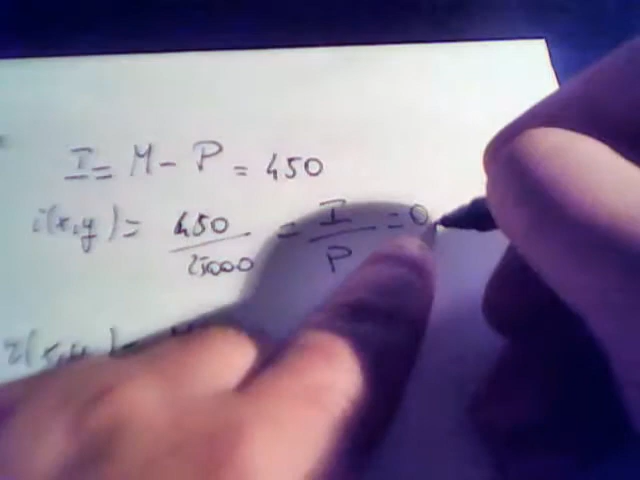 I = M - P = 450
i(x,y) = 450/25000 = I/P = 0